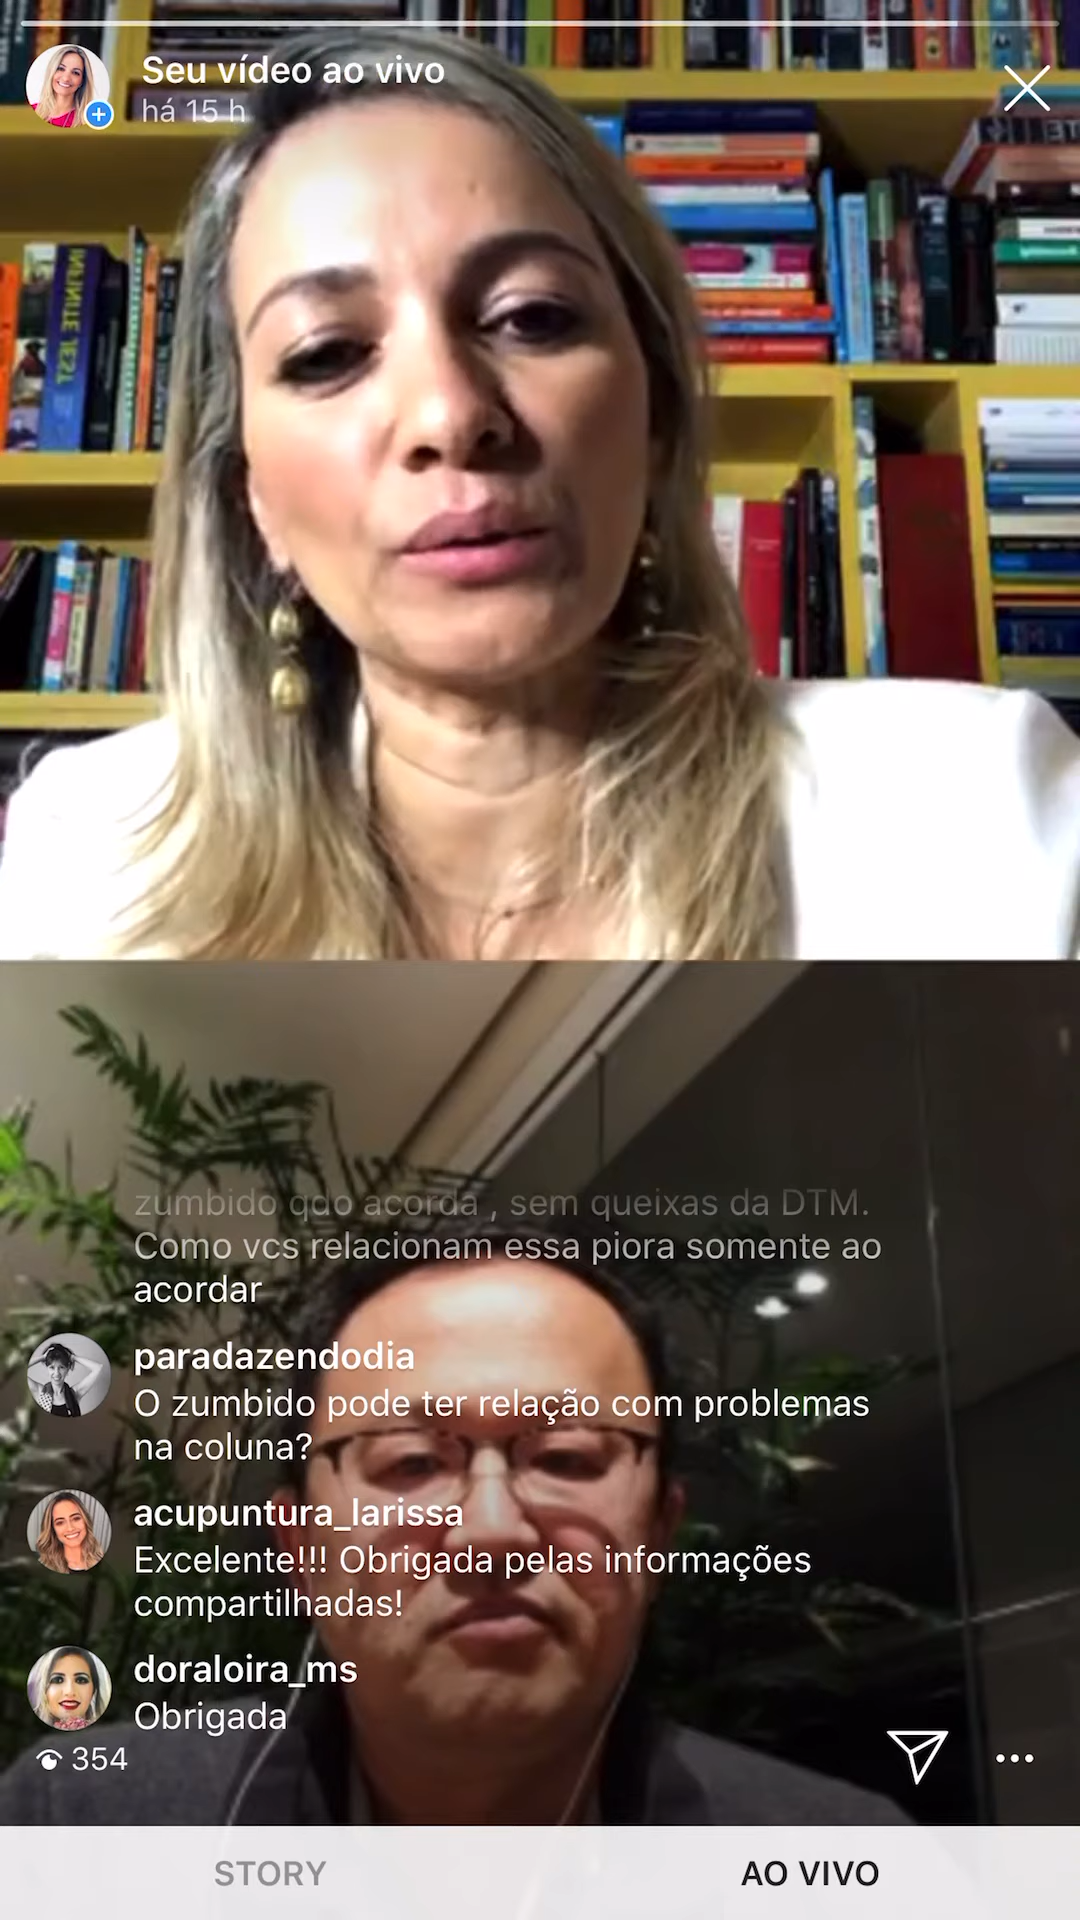 Seu vídeo ao vivo
há 15 h
INFINITE JEST
zumbido qdo acorda , sem queixas da DTM.
Como vcs relacionam essa piora somente ao
acordar
paradazendodia
O zumbido pode ter relação com problemas
na coluna?
acupuntura_larissa
Excelente!!! Obrigada pelas informações
compartilhadas!
doraloira_ms
Obrigada
354
STORY
AO VIVO